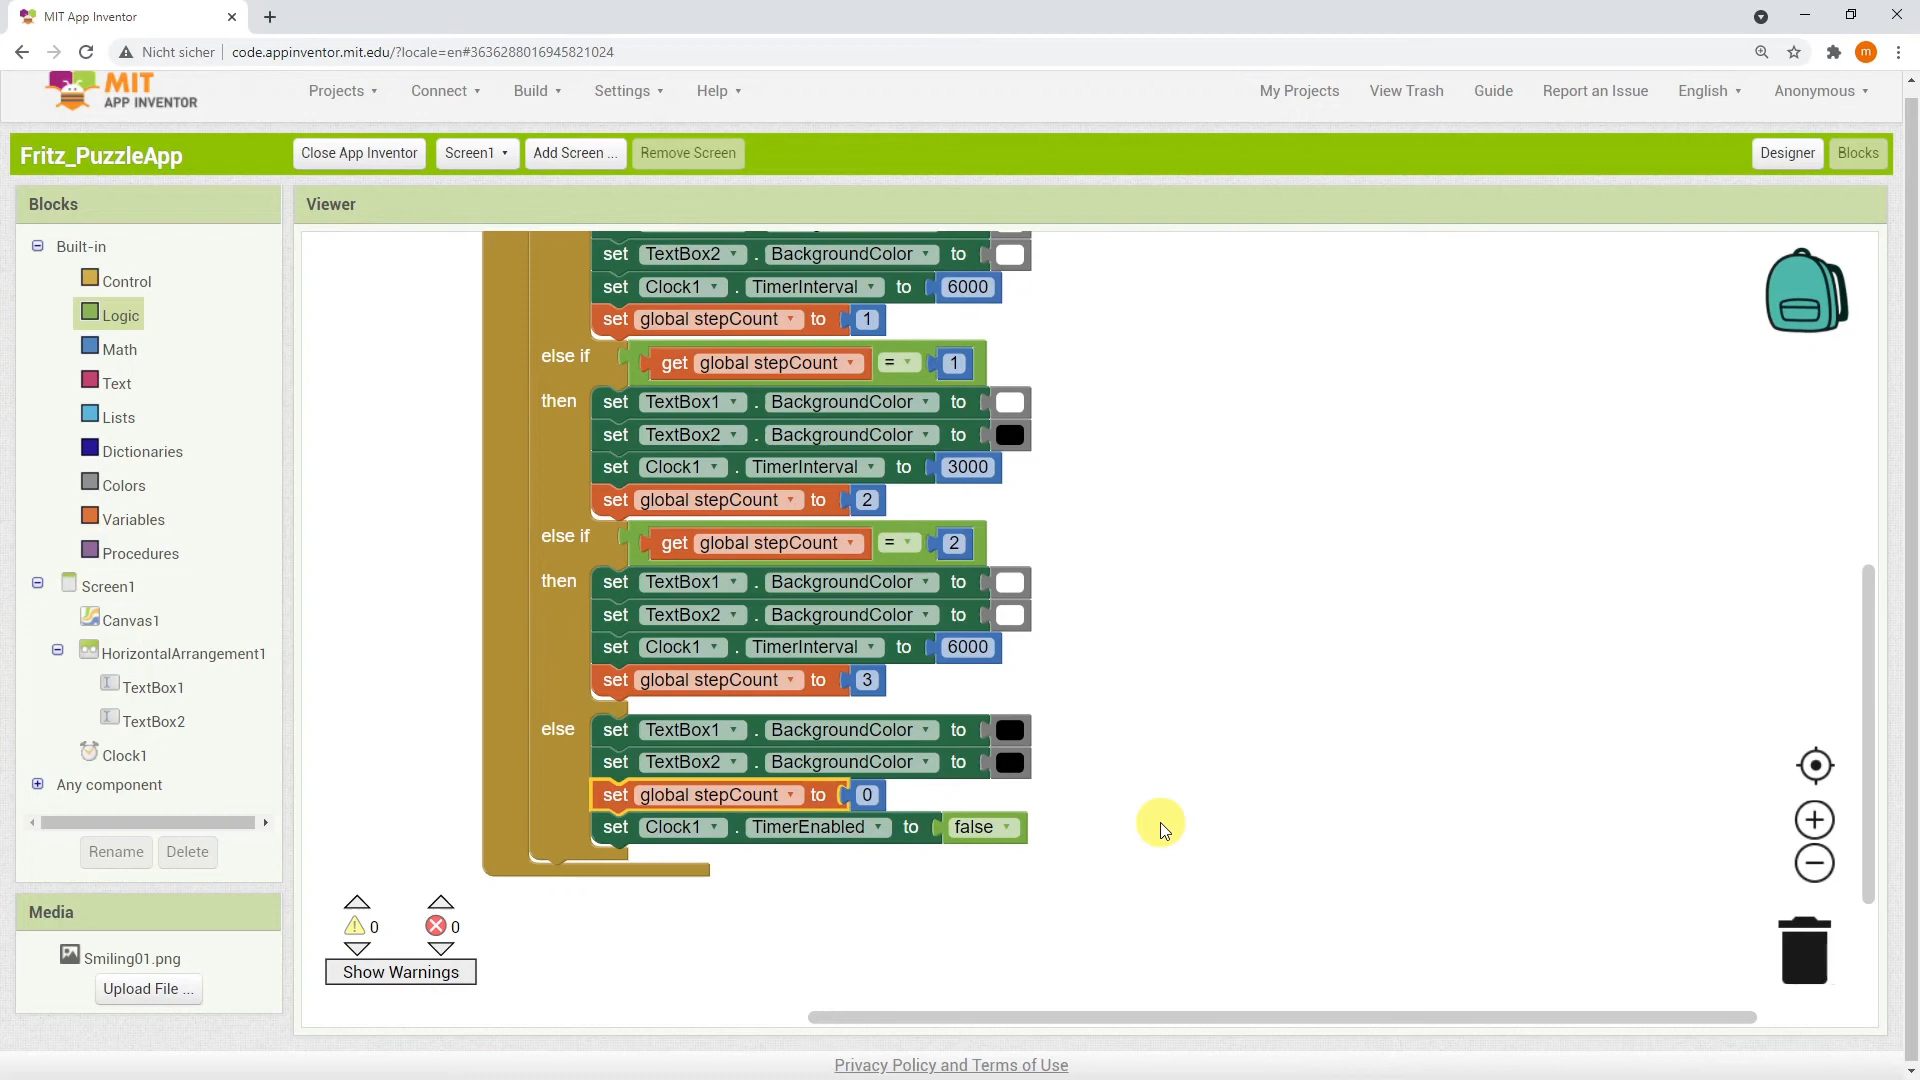 MIT App Inventor
Nicht sicher code.appinventor.mit.edu/?locale=en#3636288016945821024
m
MIT
APP INVENTOR
Projects Connect Build Settings Help My Projects View Trash Guide Report an Issue English Anonymous
Fritz_PuzzleApp Close App Inventor Screen1 Add Screen ... Remove Screen Designer Blocks
Blocks
Built-in
Control
Logic
Math
Text
Lists
Dictionaries
Colors
Variables
Procedures
Screen1
Canvas1
HorizontalArrangement1
TextBox1
TextBox2
Clock1
Any component
Rename Delete
Media
Smiling01.png
Upload File ...
Viewer
set TextBox2 . BackgroundColor to
set Clock1 . TimerInterval to 6000
set global stepCount to 1
else if get global stepCount = 1
then set TextBox1 . BackgroundColor to
set TextBox2 . BackgroundColor to
set Clock1 . TimerInterval to 3000
set global stepCount to 2
else if get global stepCount = 2
then set TextBox1 . BackgroundColor to
set TextBox2 . BackgroundColor to
set Clock1 . TimerInterval to 6000
set global stepCount to 3
else set TextBox1 . BackgroundColor to
set TextBox2 . BackgroundColor to
set global stepCount to 0
set Clock1 . TimerEnabled to false
0 0
Show Warnings
Privacy Policy and Terms of Use